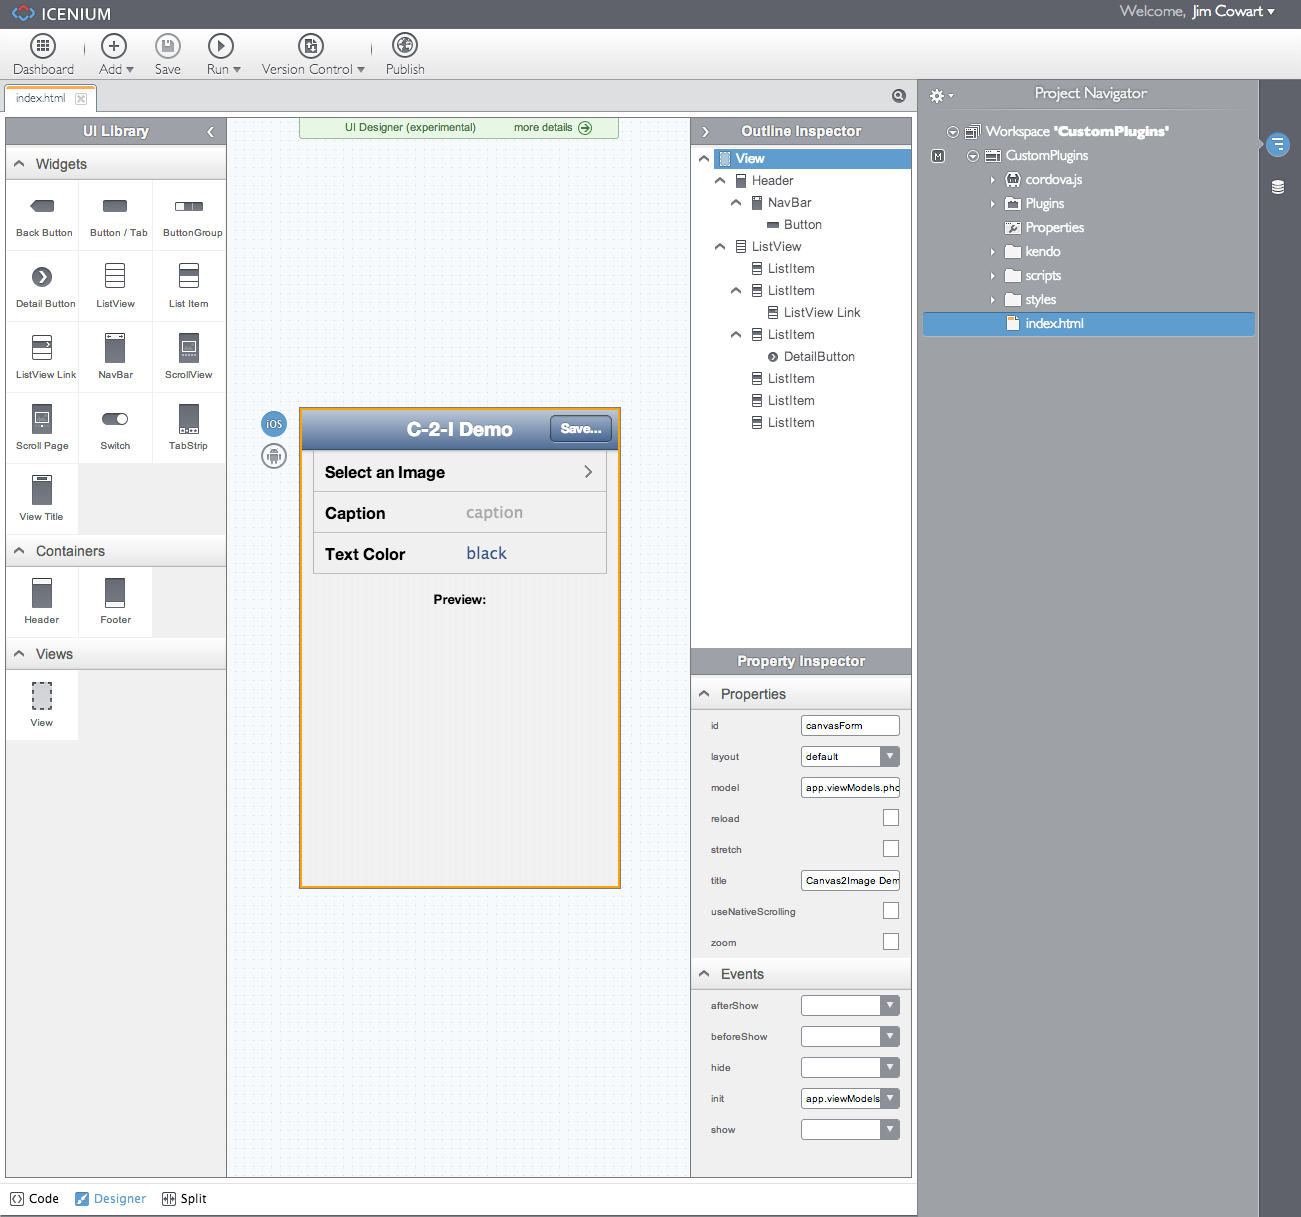 ICENIUM
Welcome, Jim Cowart
Dashboard
Add
Save
Run
Version Control
Publish
index.html
UI Library
Widgets
Back Button
Button / Tab
ButtonGroup
Detail Button
ListView
List Item
ListView Link
NavBar
ScrollView
Scroll Page
Switch
TabStrip
View Title
Containers
Header
Footer
Views
View
UI Designer (experimental) more details
iOS
C-2-I Demo
Save...
Select an Image
Caption caption
Text Color black
Preview:
Outline Inspector
View
Header
NavBar
Button
ListView
ListItem
ListItem
ListView Link
ListItem
DetailButton
ListItem
ListItem
ListItem
Property Inspector
Properties
id canvasForm
layout default
model app.viewModels.pho
reload
stretch
title Canvas2Image Dem
useNativeScrolling
zoom
Events
afterShow
beforeShow
hide
init app.viewModels
show
Project Navigator
Workspace 'CustomPlugins'
M CustomPlugins
cordova.js
Plugins
Properties
kendo
scripts
styles
index.html
Code
Designer
Split